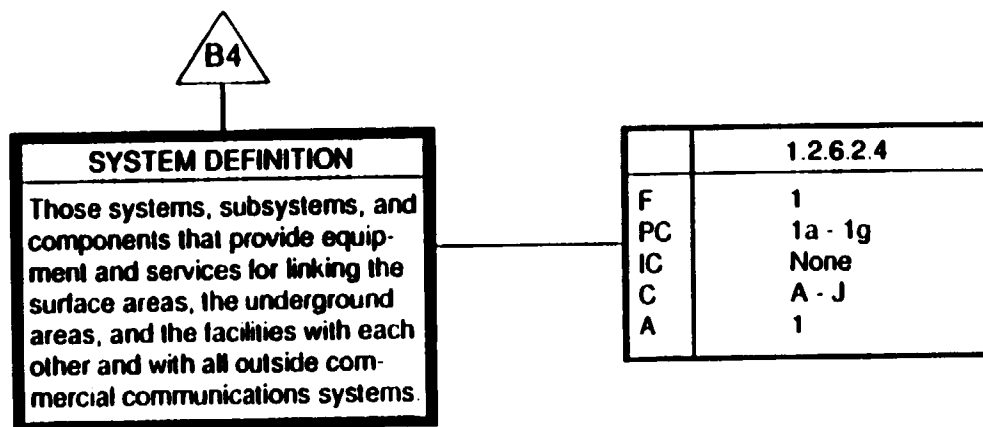 B4
SYSTEM DEFINITION
Those systems, subsystems, and
components that provide equip-
ment and services for linking the
surface areas, the underground
areas, and the facilities with each
other and with all outside com-
mercial communications systems.
1.2.6.2.4
F 1
PC 1a - 1g
IC None
C A - J
A 1